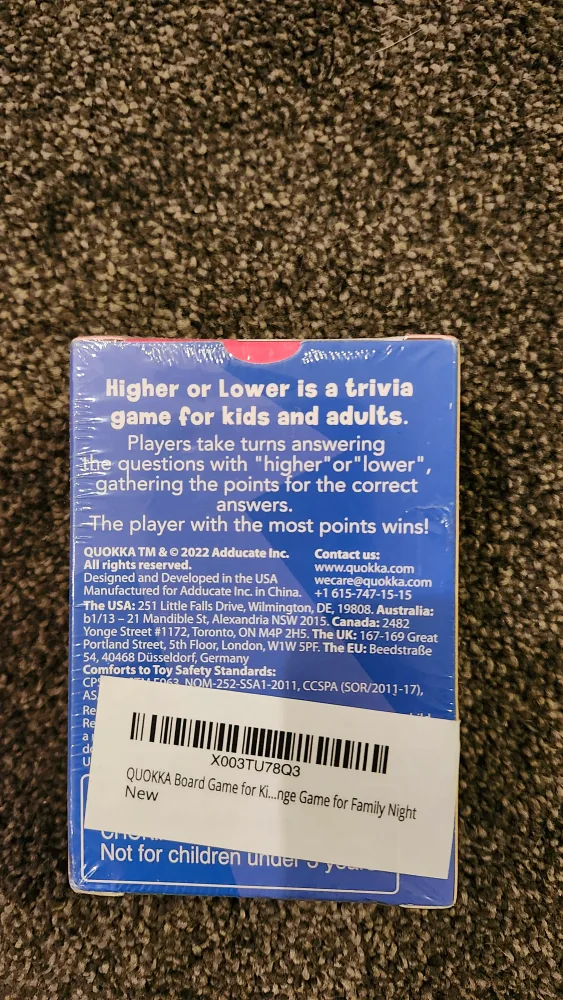 Higher or Lower is a trivia
game for kids and adults.
Players take turns answering
the questions with "higher" or "lower",
gathering the points for the correct
answers.
The player with the most points wins!
QUOKKA TM & © 2022 Adducate Inc.
All rights reserved.
Designed and Developed in the USA
Manufactured for Adducate Inc. in China.
Contact us:
www.quokka.com
wecare@quokka.com
+1 615-747-15-15
The USA: 251 Little Falls Drive, Wilmington, DE, 19808. Australia:
b1/13 – 21 Mandible St, Alexandria NSW 2015. Canada: 2482
Yonge Street #1172, Toronto, ON M4P 2H5. The UK: 167-169 Great
Portland Street, 5th Floor, London, W1W 5PF. The EU: Beedstraße
54, 40468 Düsseldorf, Germany
Comforts to Toy Safety Standards:
NOM-252-SSA1-2011, CCPSA (SOR/2011-17),
X003TU78Q3
QUOKKA Board Game for Ki...nge Game for Family Night
New
Not for children under 3